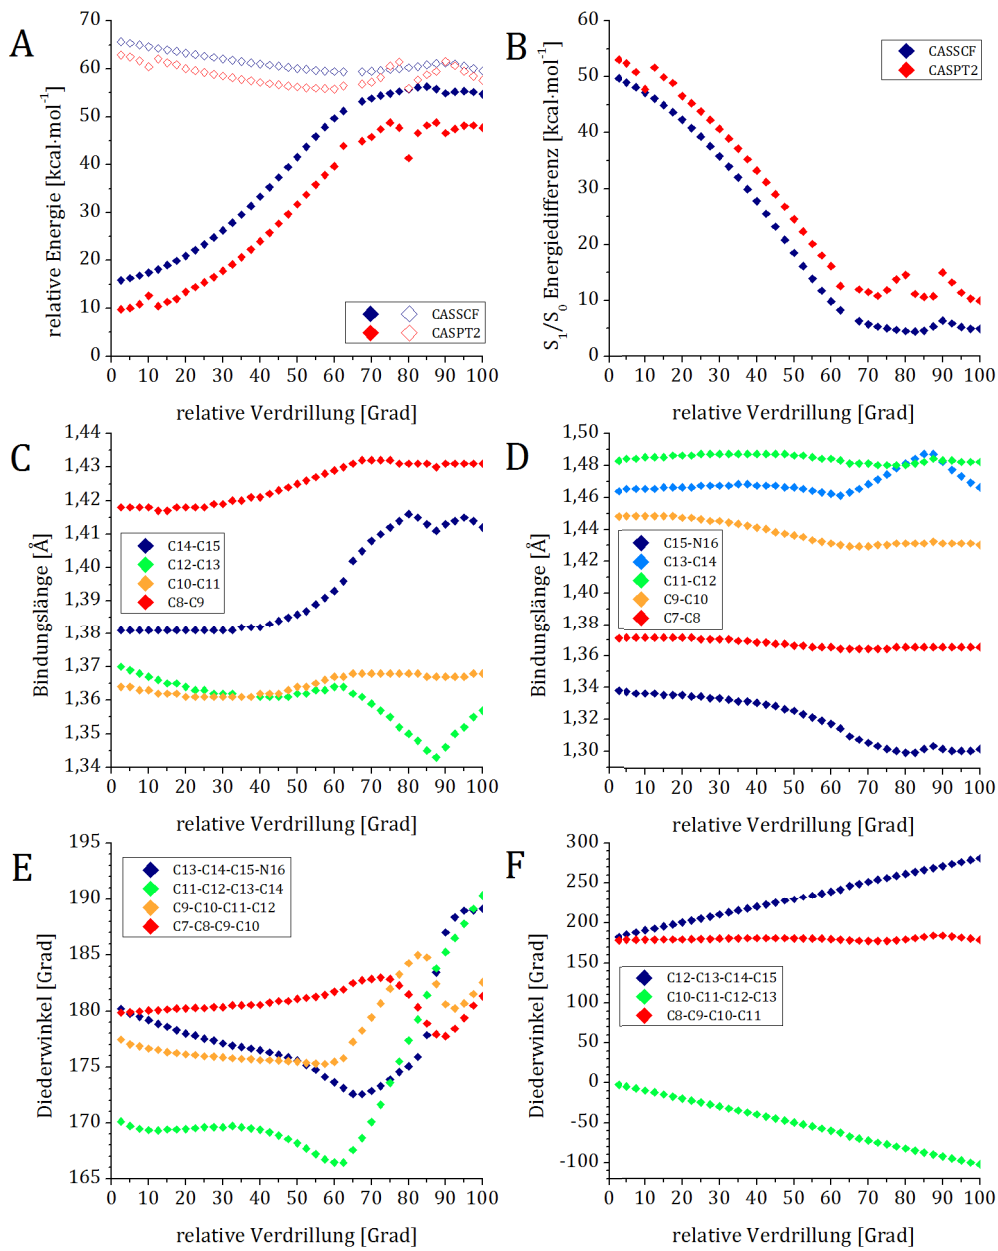 A
relative Energie [kcal·mol⁻¹]
70
60
50
40
30
20
10
0
CASSCF
CASPT2
0 10 20 30 40 50 60 70 80 90 100
relative Verdrillung [Grad]
B
S₁/S₀ Energiedifferenz [kcal·mol⁻¹]
60
50
40
30
20
10
0
CASSCF
CASPT2
0 10 20 30 40 50 60 70 80 90 100
relative Verdrillung [Grad]
C
Bindungslänge [Å]
1,44
1,43
1,42
1,41
1,40
1,39
1,38
1,37
1,36
1,35
1,34
C14-C15
C12-C13
C10-C11
C8-C9
0 10 20 30 40 50 60 70 80 90 100
relative Verdrillung [Grad]
D
Bindungslänge [Å]
1,50
1,48
1,46
1,44
1,42
1,40
1,38
1,36
1,34
1,32
1,30
C15-N16
C13-C14
C11-C12
C9-C10
C7-C8
0 10 20 30 40 50 60 70 80 90 100
relative Verdrillung [Grad]
E
Diederwinkel [Grad]
195
190
185
180
175
170
165
C13-C14-C15-N16
C11-C12-C13-C14
C9-C10-C11-C12
C7-C8-C9-C10
0 10 20 30 40 50 60 70 80 90 100
relative Verdrillung [Grad]
F
Diederwinkel [Grad]
300
250
200
150
100
50
0
-50
-100
C12-C13-C14-C15
C10-C11-C12-C13
C8-C9-C10-C11
0 10 20 30 40 50 60 70 80 90 100
relative Verdrillung [Grad]